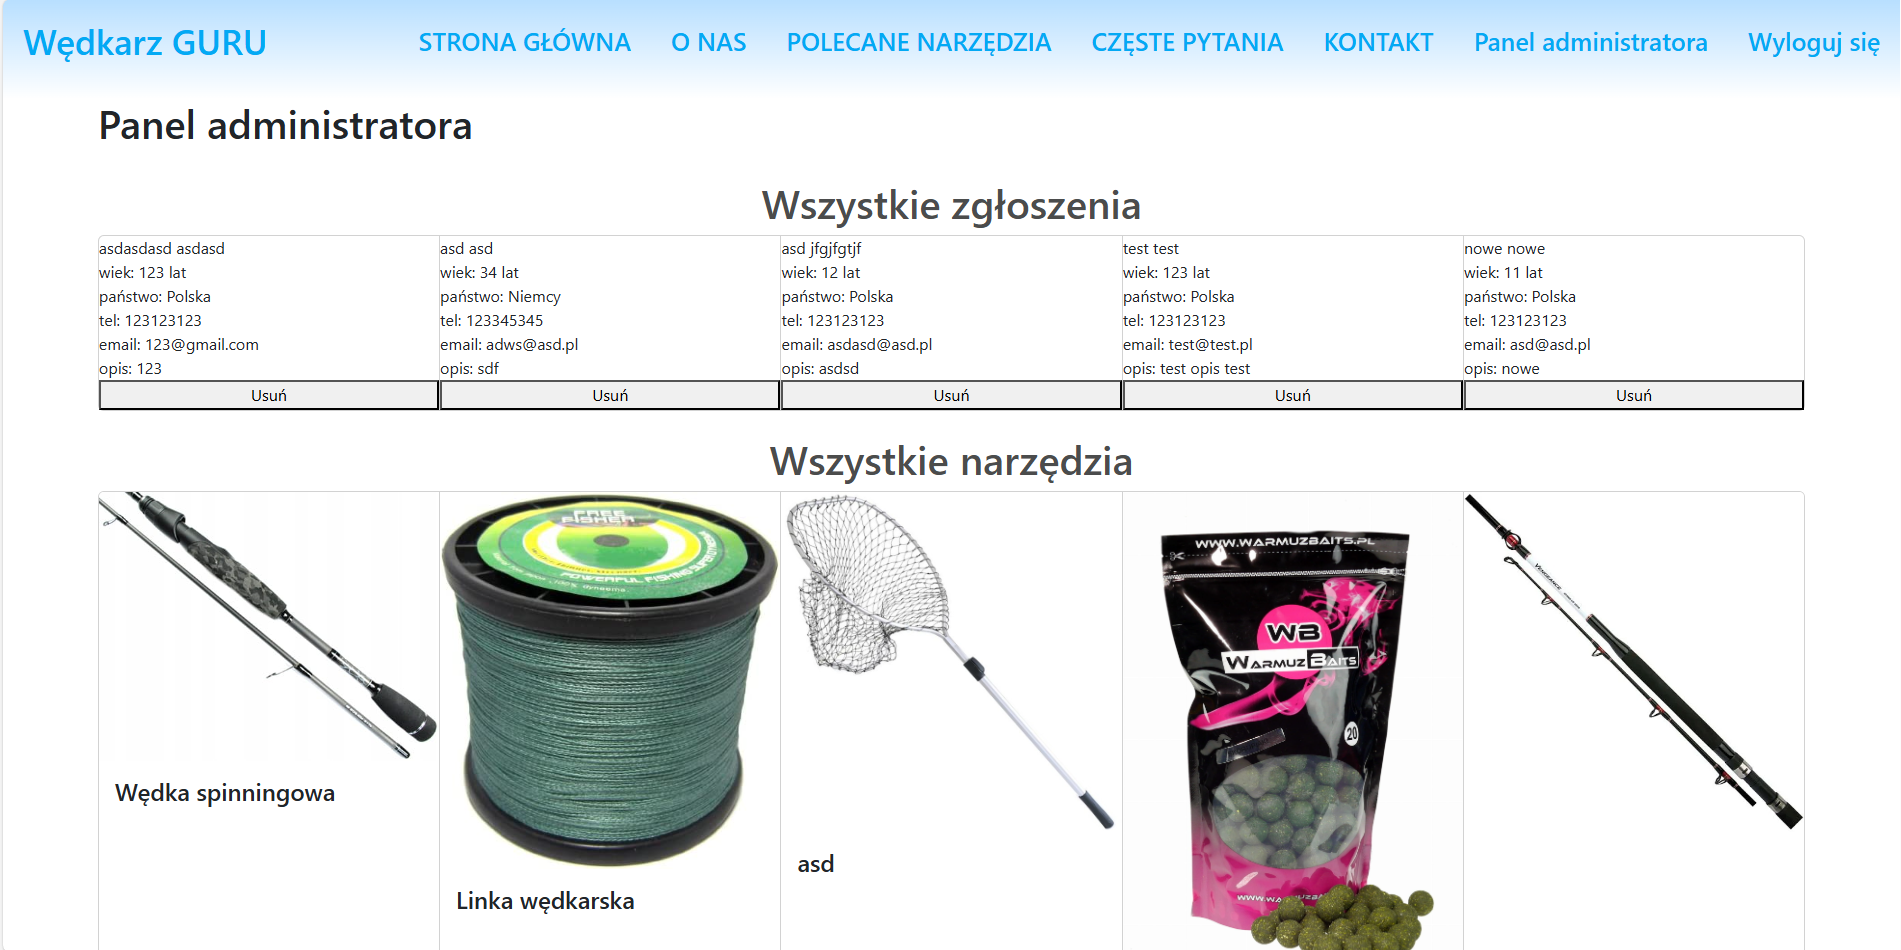 Wędkarz GURU
STRONA GŁÓWNA
O NAS
POLECANE NARZĘDZIA
CZĘSTE PYTANIA
KONTAKT
Panel administratora
Wyloguj się
Panel administratora
Wszystkie zgłoszenia
asdasdasd asdasd
wiek: 123 lat
państwo: Polska
tel: 123123123
email: 123@gmail.com
opis: 123
Usuń
asd asd
wiek: 34 lat
państwo: Niemcy
tel: 123345345
email: adws@asd.pl
opis: sdf
Usuń
asd jfgjfgtjf
wiek: 12 lat
państwo: Polska
tel: 123123123
email: asdasd@asd.pl
opis: asdsd
Usuń
test test
wiek: 123 lat
państwo: Polska
tel: 123123123
email: test@test.pl
opis: test opis test
Usuń
nowe nowe
wiek: 11 lat
państwo: Polska
tel: 123123123
email: asd@asd.pl
opis: nowe
Usuń
Wszystkie narzędzia
Wędka spinningowa
FREE
FISHER
POWERFUL FISHING SUPER DYNEEMA
Linka wędkarska
asd
WWW.WARMUZBAITS.PL
WB
WARMUZ BAITS
20
VENGEANCE